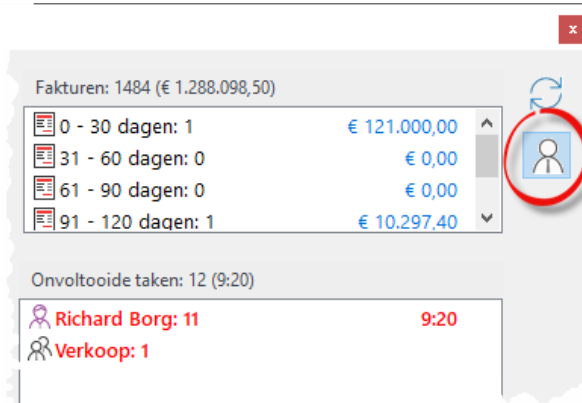 Fakturen: 1484 (€ 1.288.098,50)
0 - 30 dagen: 1 € 121.000,00
31 - 60 dagen: 0 € 0,00
61 - 90 dagen: 0 € 0,00
91 - 120 dagen: 1 € 10.297,40
Onvoltooide taken: 12 (9:20)
Richard Borg: 11 9:20
Verkoop: 1